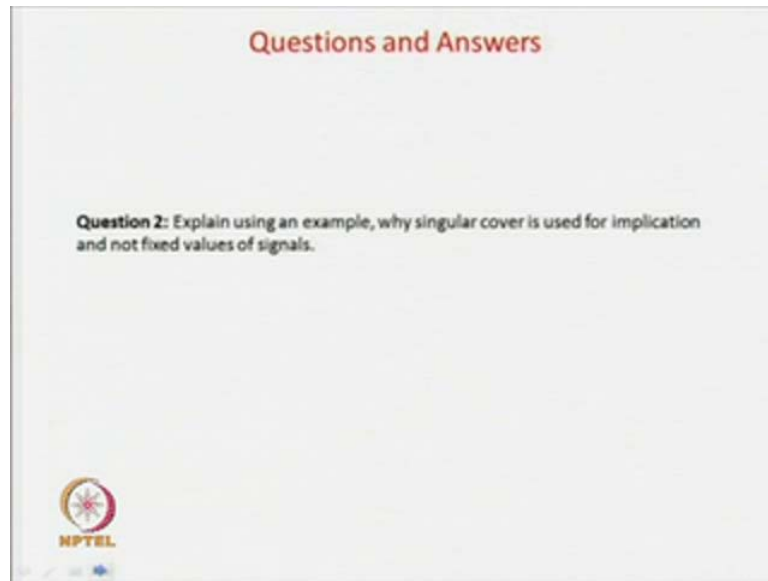 Questions and Answers
Question 2: Explain using an example, why singular cover is used for implication
and not fixed values of signals.
NPTEL